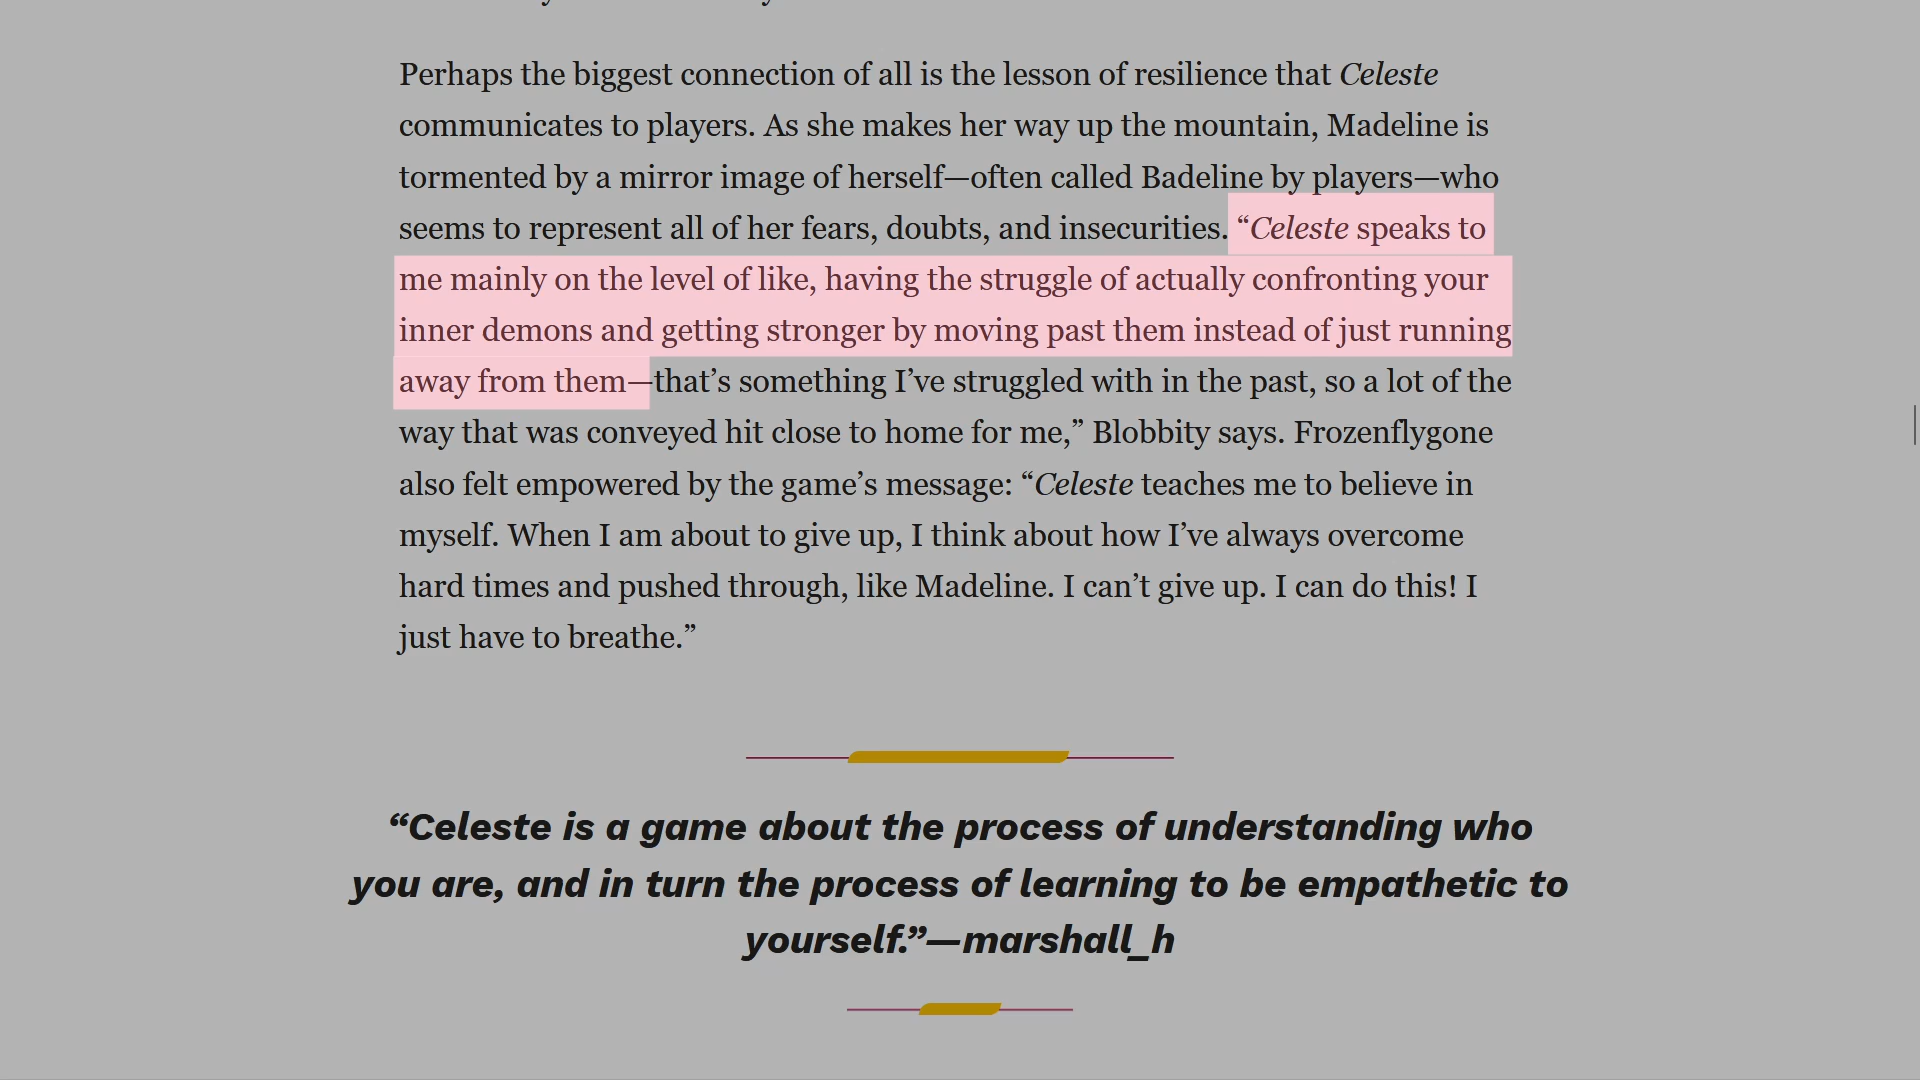 Perhaps the biggest connection of all is the lesson of resilience that Celeste
communicates to players. As she makes her way up the mountain, Madeline is
tormented by a mirror image of herself—often called Badeline by players—who
seems to represent all of her fears, doubts, and insecurities. “Celeste speaks to
me mainly on the level of like, having the struggle of actually confronting your
inner demons and getting stronger by moving past them instead of just running
away from them—that’s something I’ve struggled with in the past, so a lot of the
way that was conveyed hit close to home for me,” Blobbity says. Frozenflygone
also felt empowered by the game’s message: “Celeste teaches me to believe in
myself. When I am about to give up, I think about how I’ve always overcome
hard times and pushed through, like Madeline. I can’t give up. I can do this! I
just have to breathe.”
“Celeste is a game about the process of understanding who
you are, and in turn the process of learning to be empathetic to
yourself.”—marshall_h